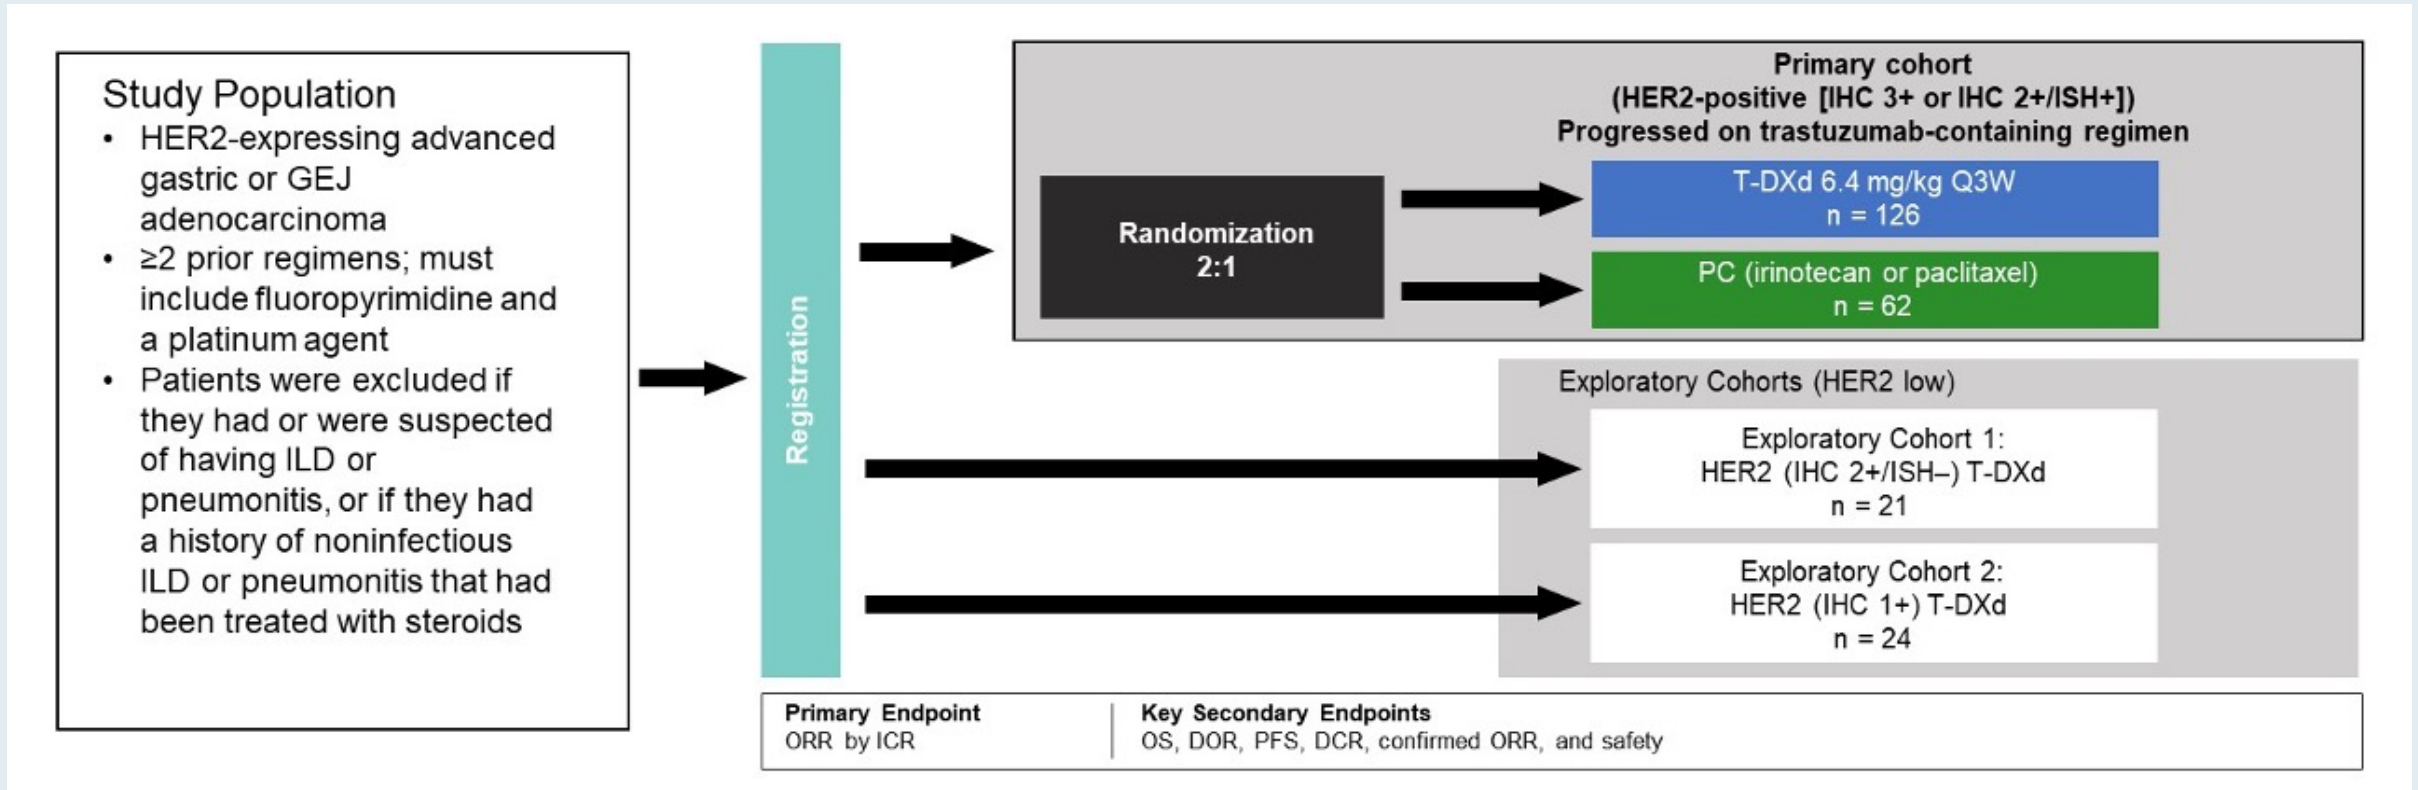 Study Population
• HER2-expressing advanced
gastric or GEJ
adenocarcinoma
• ≥2 prior regimens; must
include fluoropyrimidine and
a platinum agent
• Patients were excluded if
they had or were suspected
of having ILD or
pneumonitis, or if they had
a history of noninfectious
ILD or pneumonitis that had
been treated with steroids
Registration
Primary cohort
(HER2-positive [IHC 3+ or IHC 2+/ISH+])
Progressed on trastuzumab-containing regimen
Randomization
2:1
T-DXd 6.4 mg/kg Q3W
n = 126
PC (irinotecan or paclitaxel)
n = 62
Exploratory Cohorts (HER2 low)
Exploratory Cohort 1:
HER2 (IHC 2+/ISH–) T-DXd
n = 21
Exploratory Cohort 2:
HER2 (IHC 1+) T-DXd
n = 24
Primary Endpoint
ORR by ICR
Key Secondary Endpoints
OS, DOR, PFS, DCR, confirmed ORR, and safety